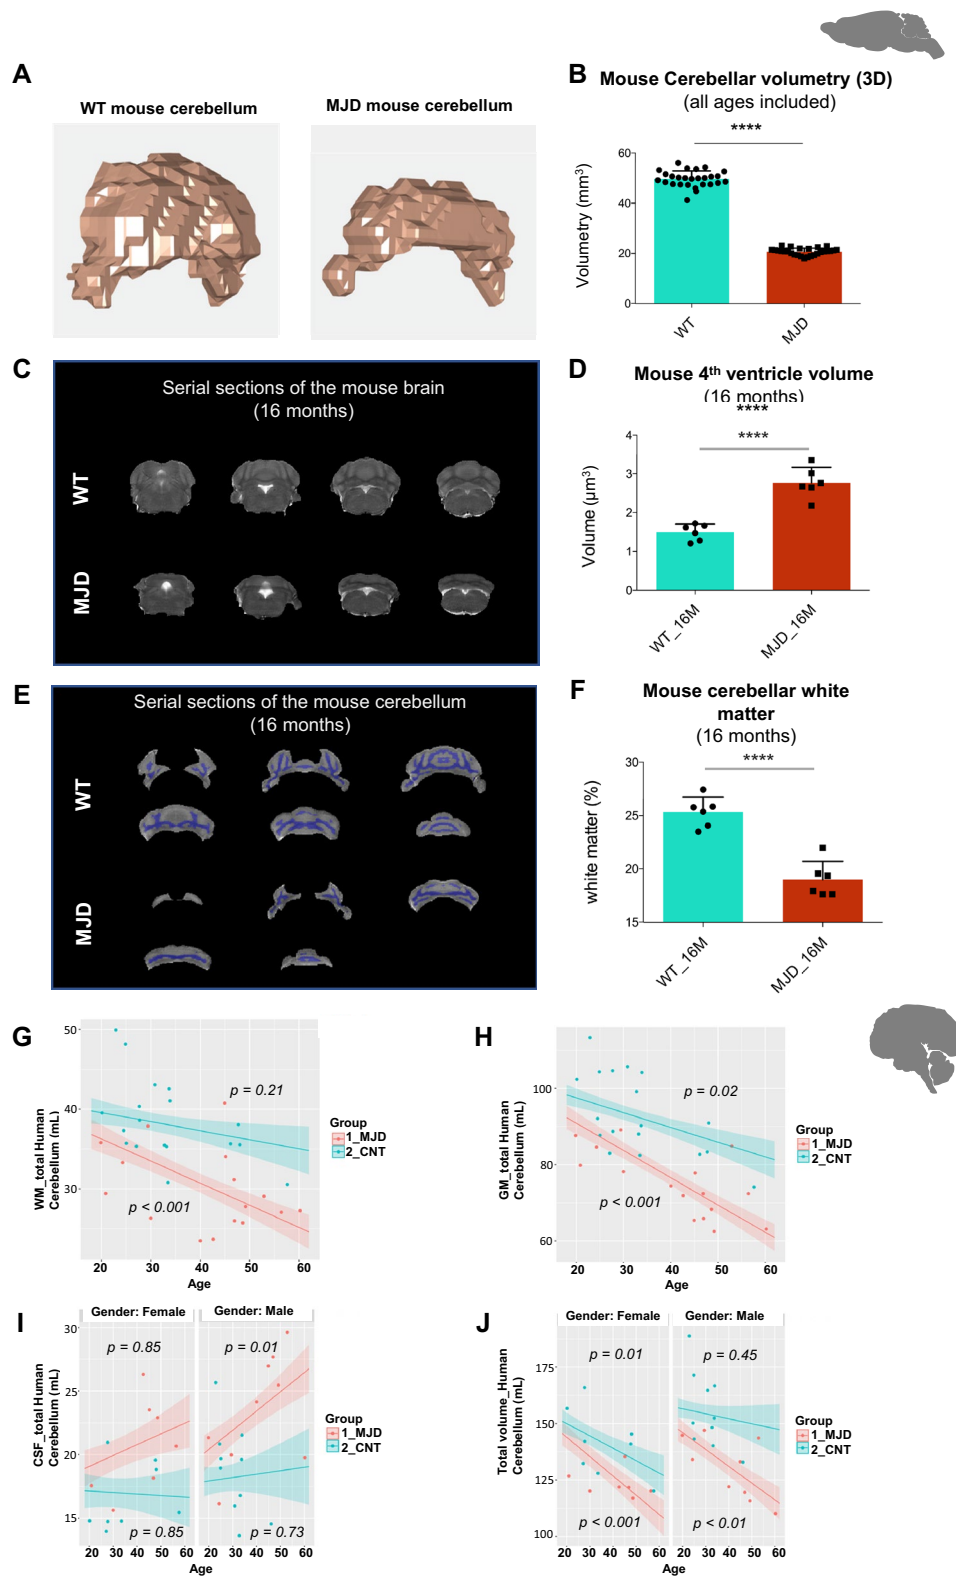 A
WT mouse cerebellum
MJD mouse cerebellum
B
Mouse Cerebellar volumetry (3D)
(all ages included)
****
Volumetry (mm3)
60
40
20
0
WT
MJD
C
Serial sections of the mouse brain
(16 months)
WT
MJD
D
Mouse 4th ventricle volume
(16 months)
****
****
Volume (µm3)
4
3
2
1
0
WT_16M
MJD_16M
E
Serial sections of the mouse cerebellum
(16 months)
WT
MJD
F
Mouse cerebellar white
matter
(16 months)
****
white matter (%)
30
25
20
15
WT_16M
MJD_16M
G
WM_total Human
Cerebellum (mL)
50
40
30
p = 0.21
p < 0.001
20 30 40 50 60
Age
Group
1_MJD
2_CNT
H
GM_total Human
Cerebellum (mL)
100
80
60
p = 0.02
p < 0.001
20 30 40 50 60
Age
Group
1_MJD
2_CNT
I
Gender: Female
Gender: Male
CSF_total Human
Cerebellum (mL)
30
25
20
15
p = 0.85
p = 0.01
p = 0.85
p = 0.73
20 30 40 50 60
20 30 40 50 60
Age
Group
1_MJD
2_CNT
J
Gender: Female
Gender: Male
Total volume_Human
Cerebellum (mL)
175
150
125
100
p = 0.01
p = 0.45
p < 0.001
p < 0.01
20 30 40 50 60
20 30 40 50 60
Age
Group
1_MJD
2_CNT